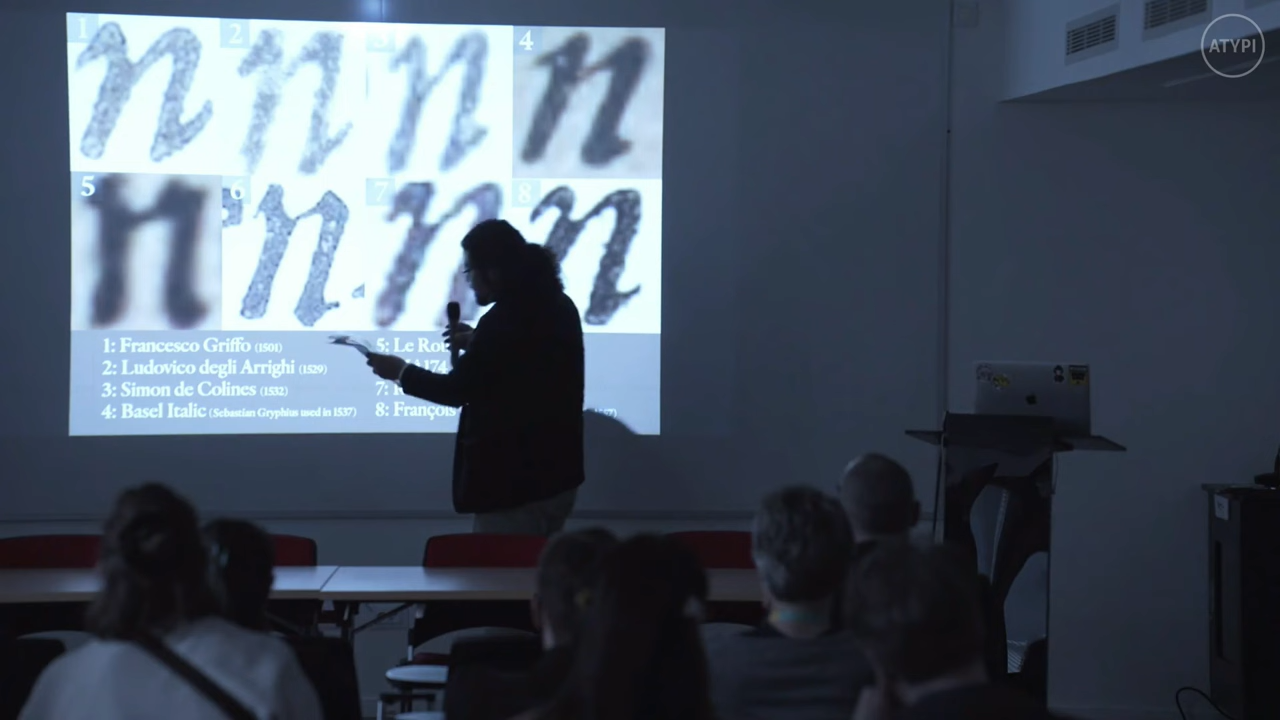 ATYPI
1 2 3 4
n n n n
5 6 7 8
n n n n
1: Francesco Griffo (1501)
2: Ludovico degli Arrighi (1529)
3: Simon de Colines (1532)
4: Basel Italic (Sebastian Gryphius used in 1537)
5: Le
7:
8: François